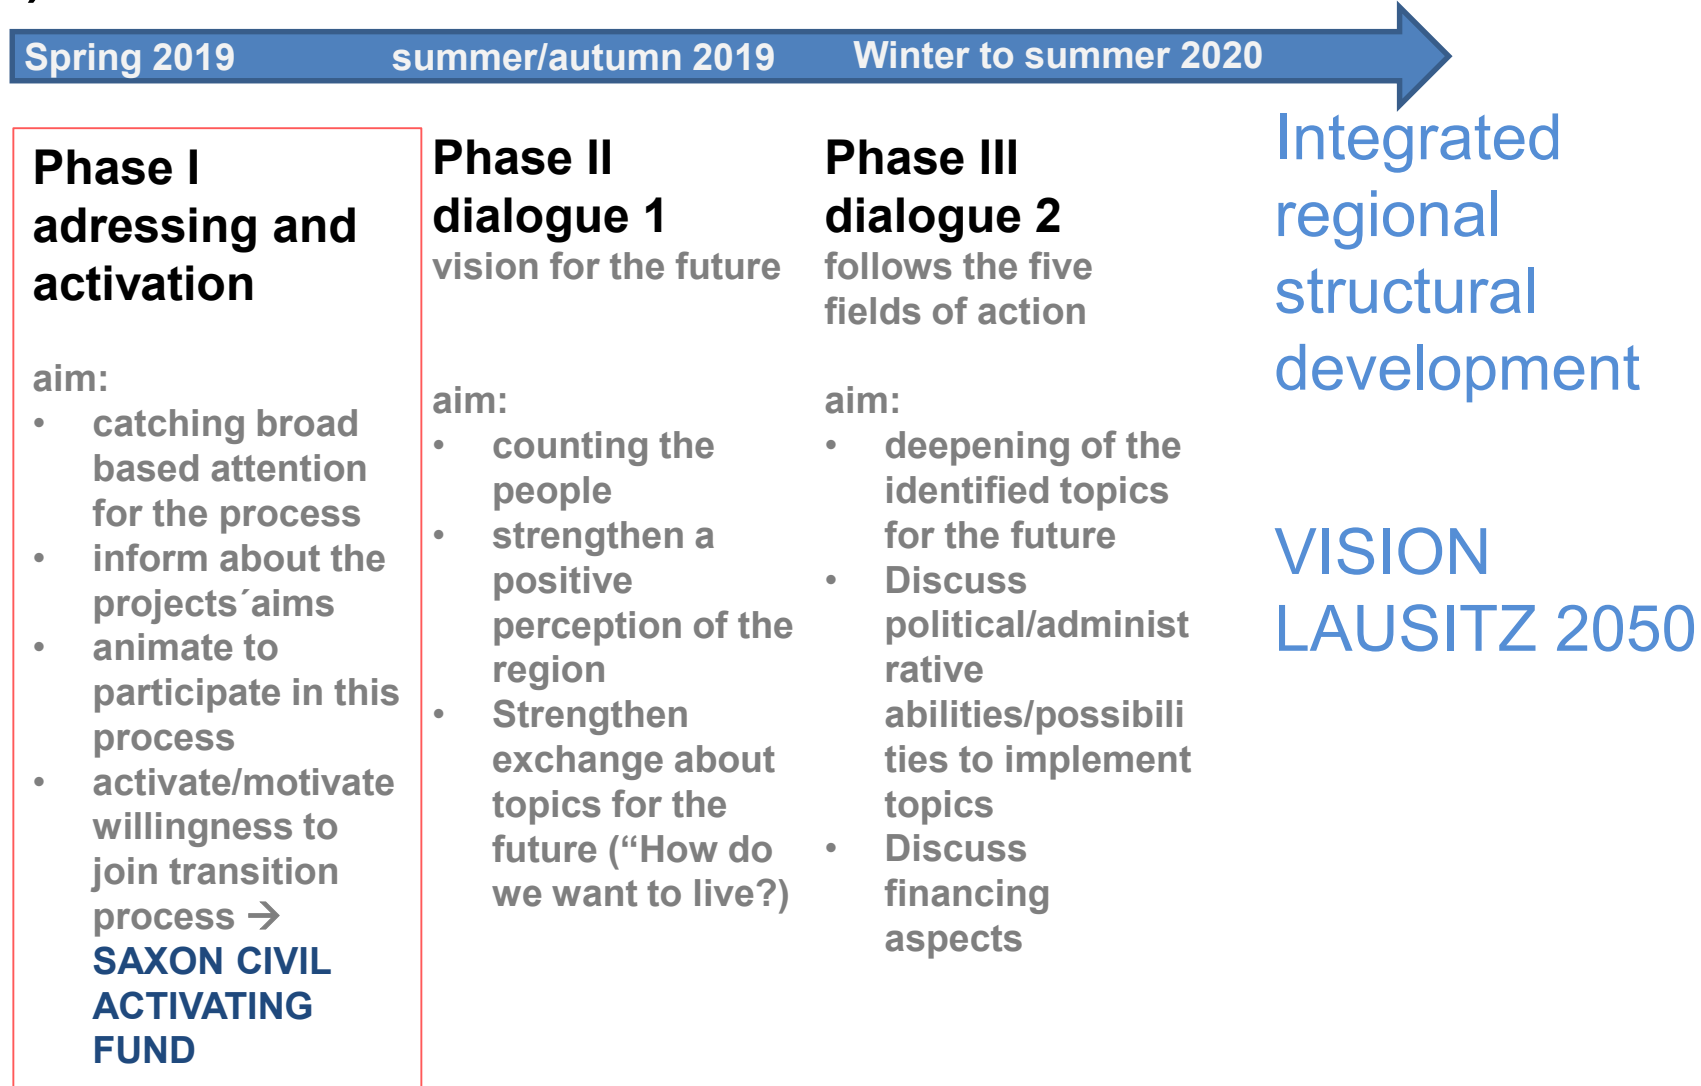 Spring 2019 summer/autumn 2019 Winter to summer 2020
Phase I
adressing and
activation
aim:
• catching broad
based attention
for the process
• inform about the
projects´aims
• animate to
participate in this
process
• activate/motivate
willingness to
join transition
process →
SAXON CIVIL
ACTIVATING
FUND
Phase II
dialogue 1
vision for the future
aim:
• counting the
people
• strengthen a
positive
perception of the
region
• Strengthen
exchange about
topics for the
future (“How do
we want to live?)
Phase III
dialogue 2
follows the five
fields of action
aim:
• deepening of the
identified topics
for the future
• Discuss
political/administ
rative
abilities/possibili
ties to implement
topics
• Discuss
financing
aspects
Integrated
regional
structural
development
VISION
LAUSITZ 2050